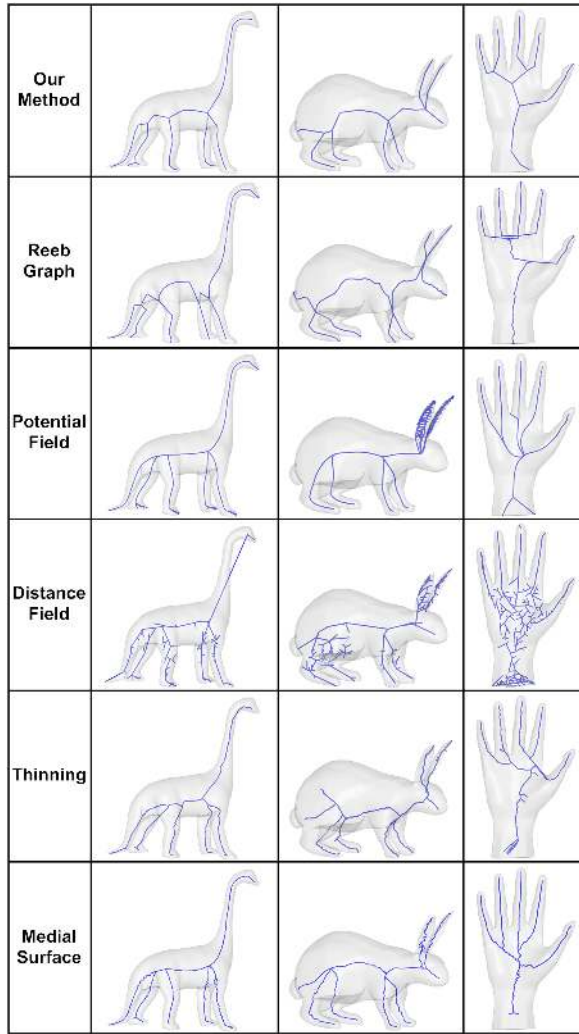 Our
Method
Reeb
Graph
Potential
Field
Distance
Field
Thinning
Medial
Surface